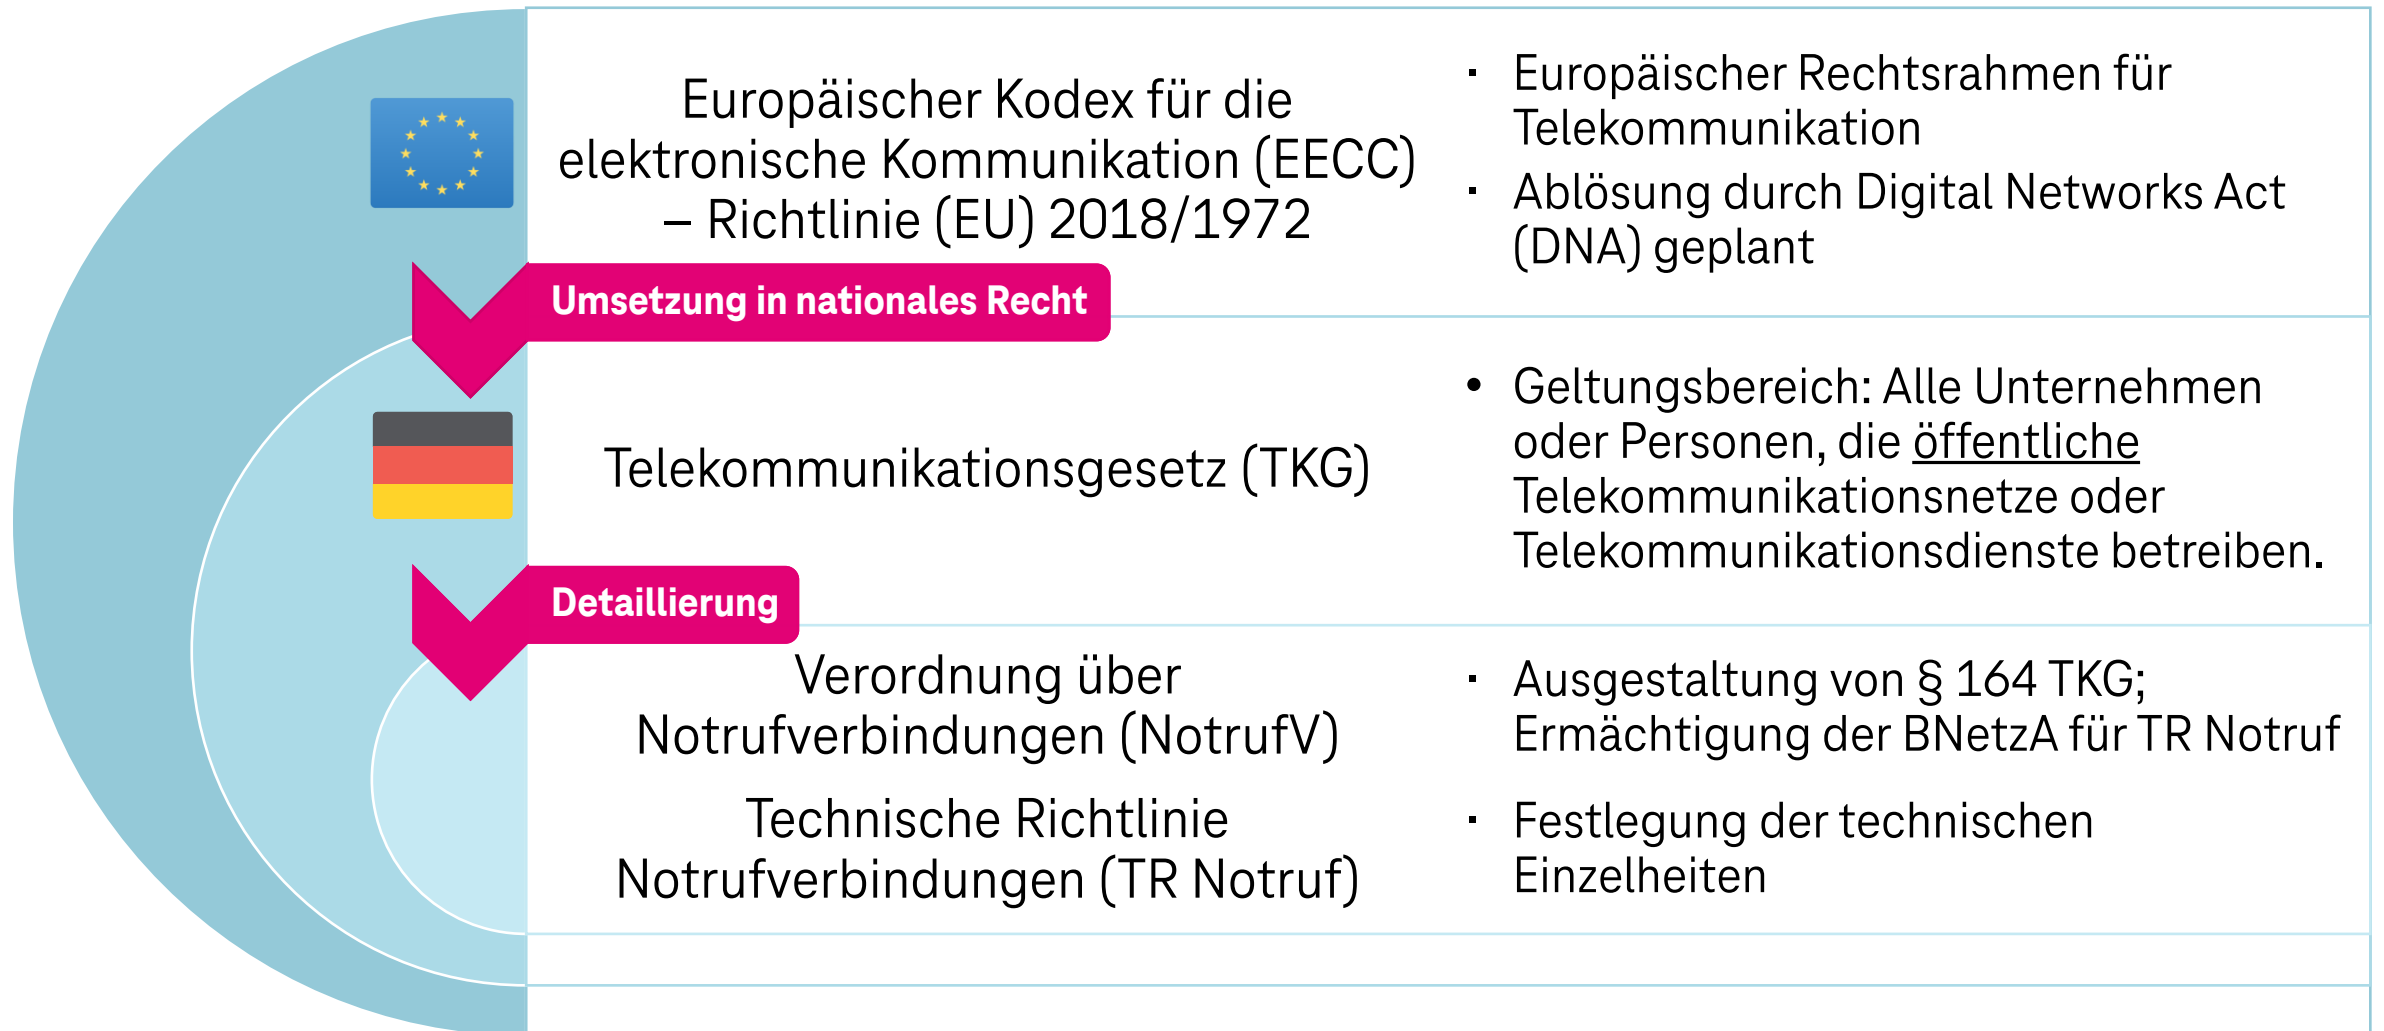 Europäischer Kodex für die
elektronische Kommunikation (EECC)
– Richtlinie (EU) 2018/1972
▪ Europäischer Rechtsrahmen für
Telekommunikation
▪ Ablösung durch Digital Networks Act
(DNA) geplant
Umsetzung in nationales Recht
Telekommunikationsgesetz (TKG)
• Geltungsbereich: Alle Unternehmen
oder Personen, die öffentliche
Telekommunikationsnetze oder
Telekommunikationsdienste betreiben.
Detaillierung
Verordnung über
Notrufverbindungen (NotrufV)
▪ Ausgestaltung von § 164 TKG;
Ermächtigung der BNetzA für TR Notruf
Technische Richtlinie
Notrufverbindungen (TR Notruf)
▪ Festlegung der technischen
Einzelheiten